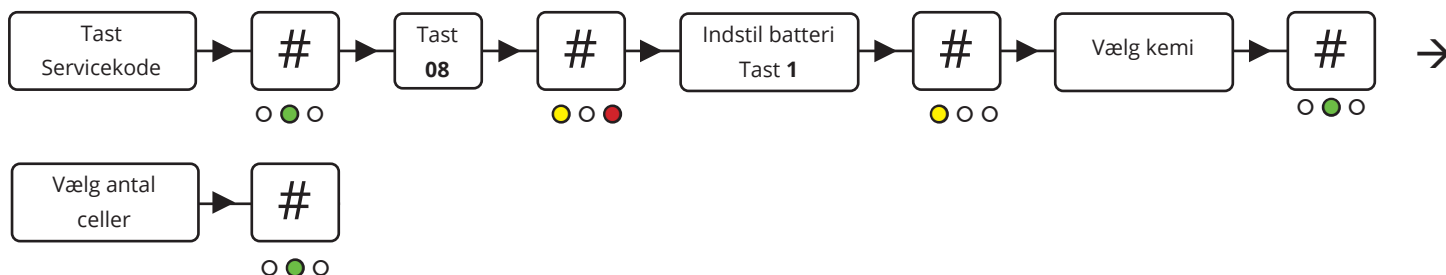 Tast
Servicekode
#
Tast
08
#
Indstil batteri
Tast 1
#
Vælg kemi
#
Vælg antal
celler
#